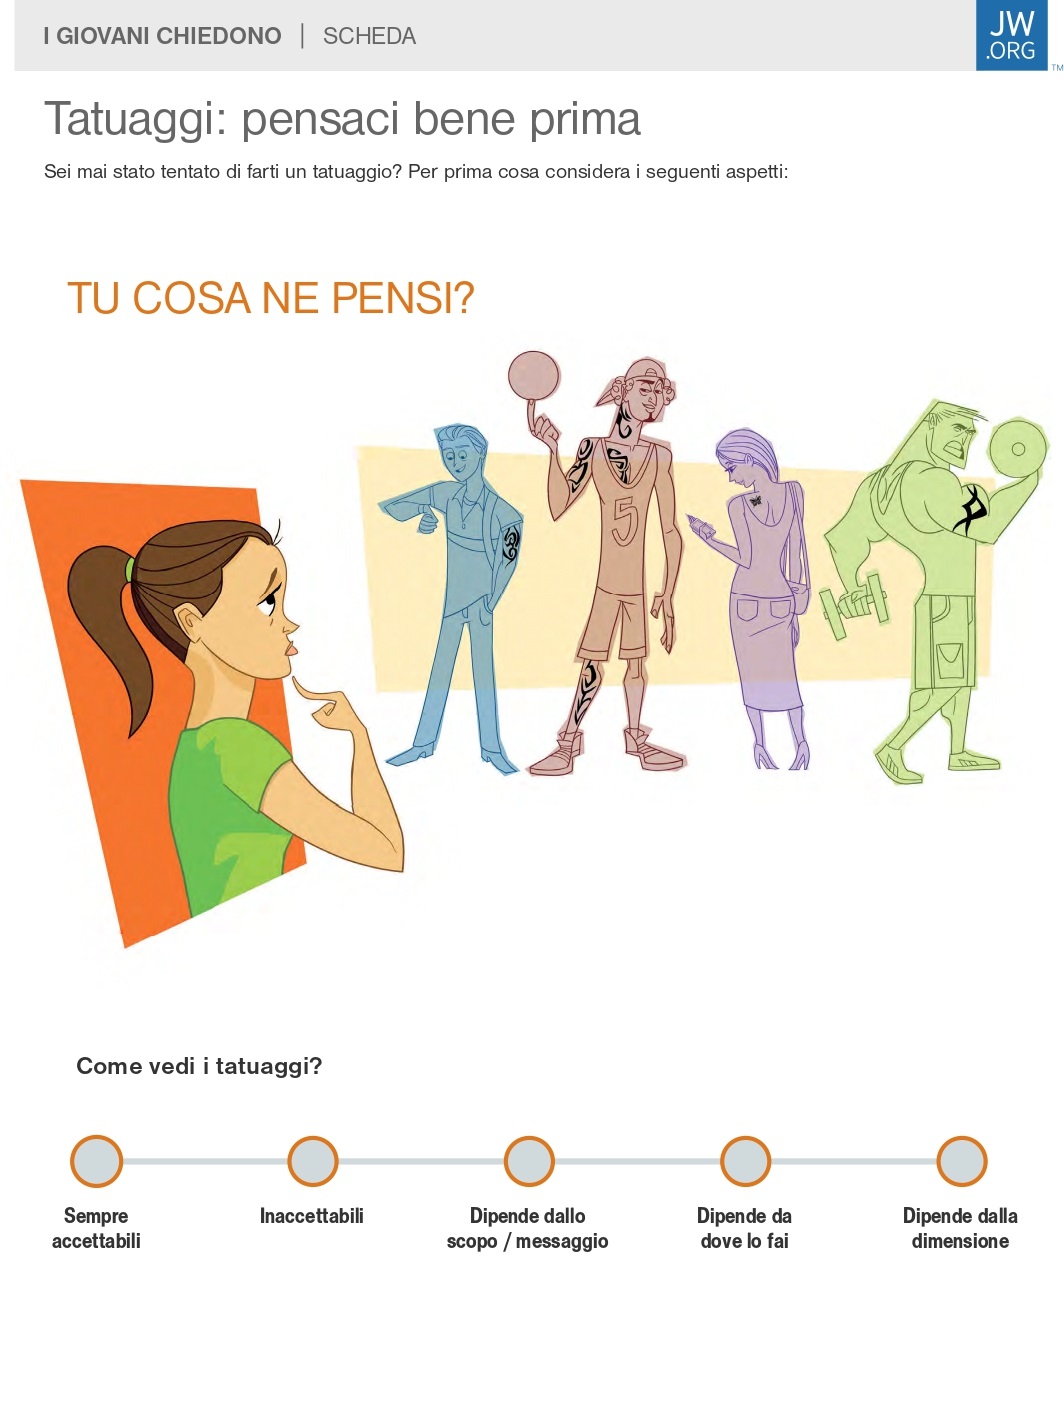 I GIOVANI CHIEDONO | SCHEDA
JW
.ORG
TM
Tatuaggi: pensaci bene prima
Sei mai stato tentato di farti un tatuaggio? Per prima cosa considera i seguenti aspetti:
TU COSA NE PENSI?
5
Come vedi i tatuaggi?
Sempre
accettabili
Inaccettabili
Dipende dallo
scopo / messaggio
Dipende da
dove lo fai
Dipende dalla
dimensione